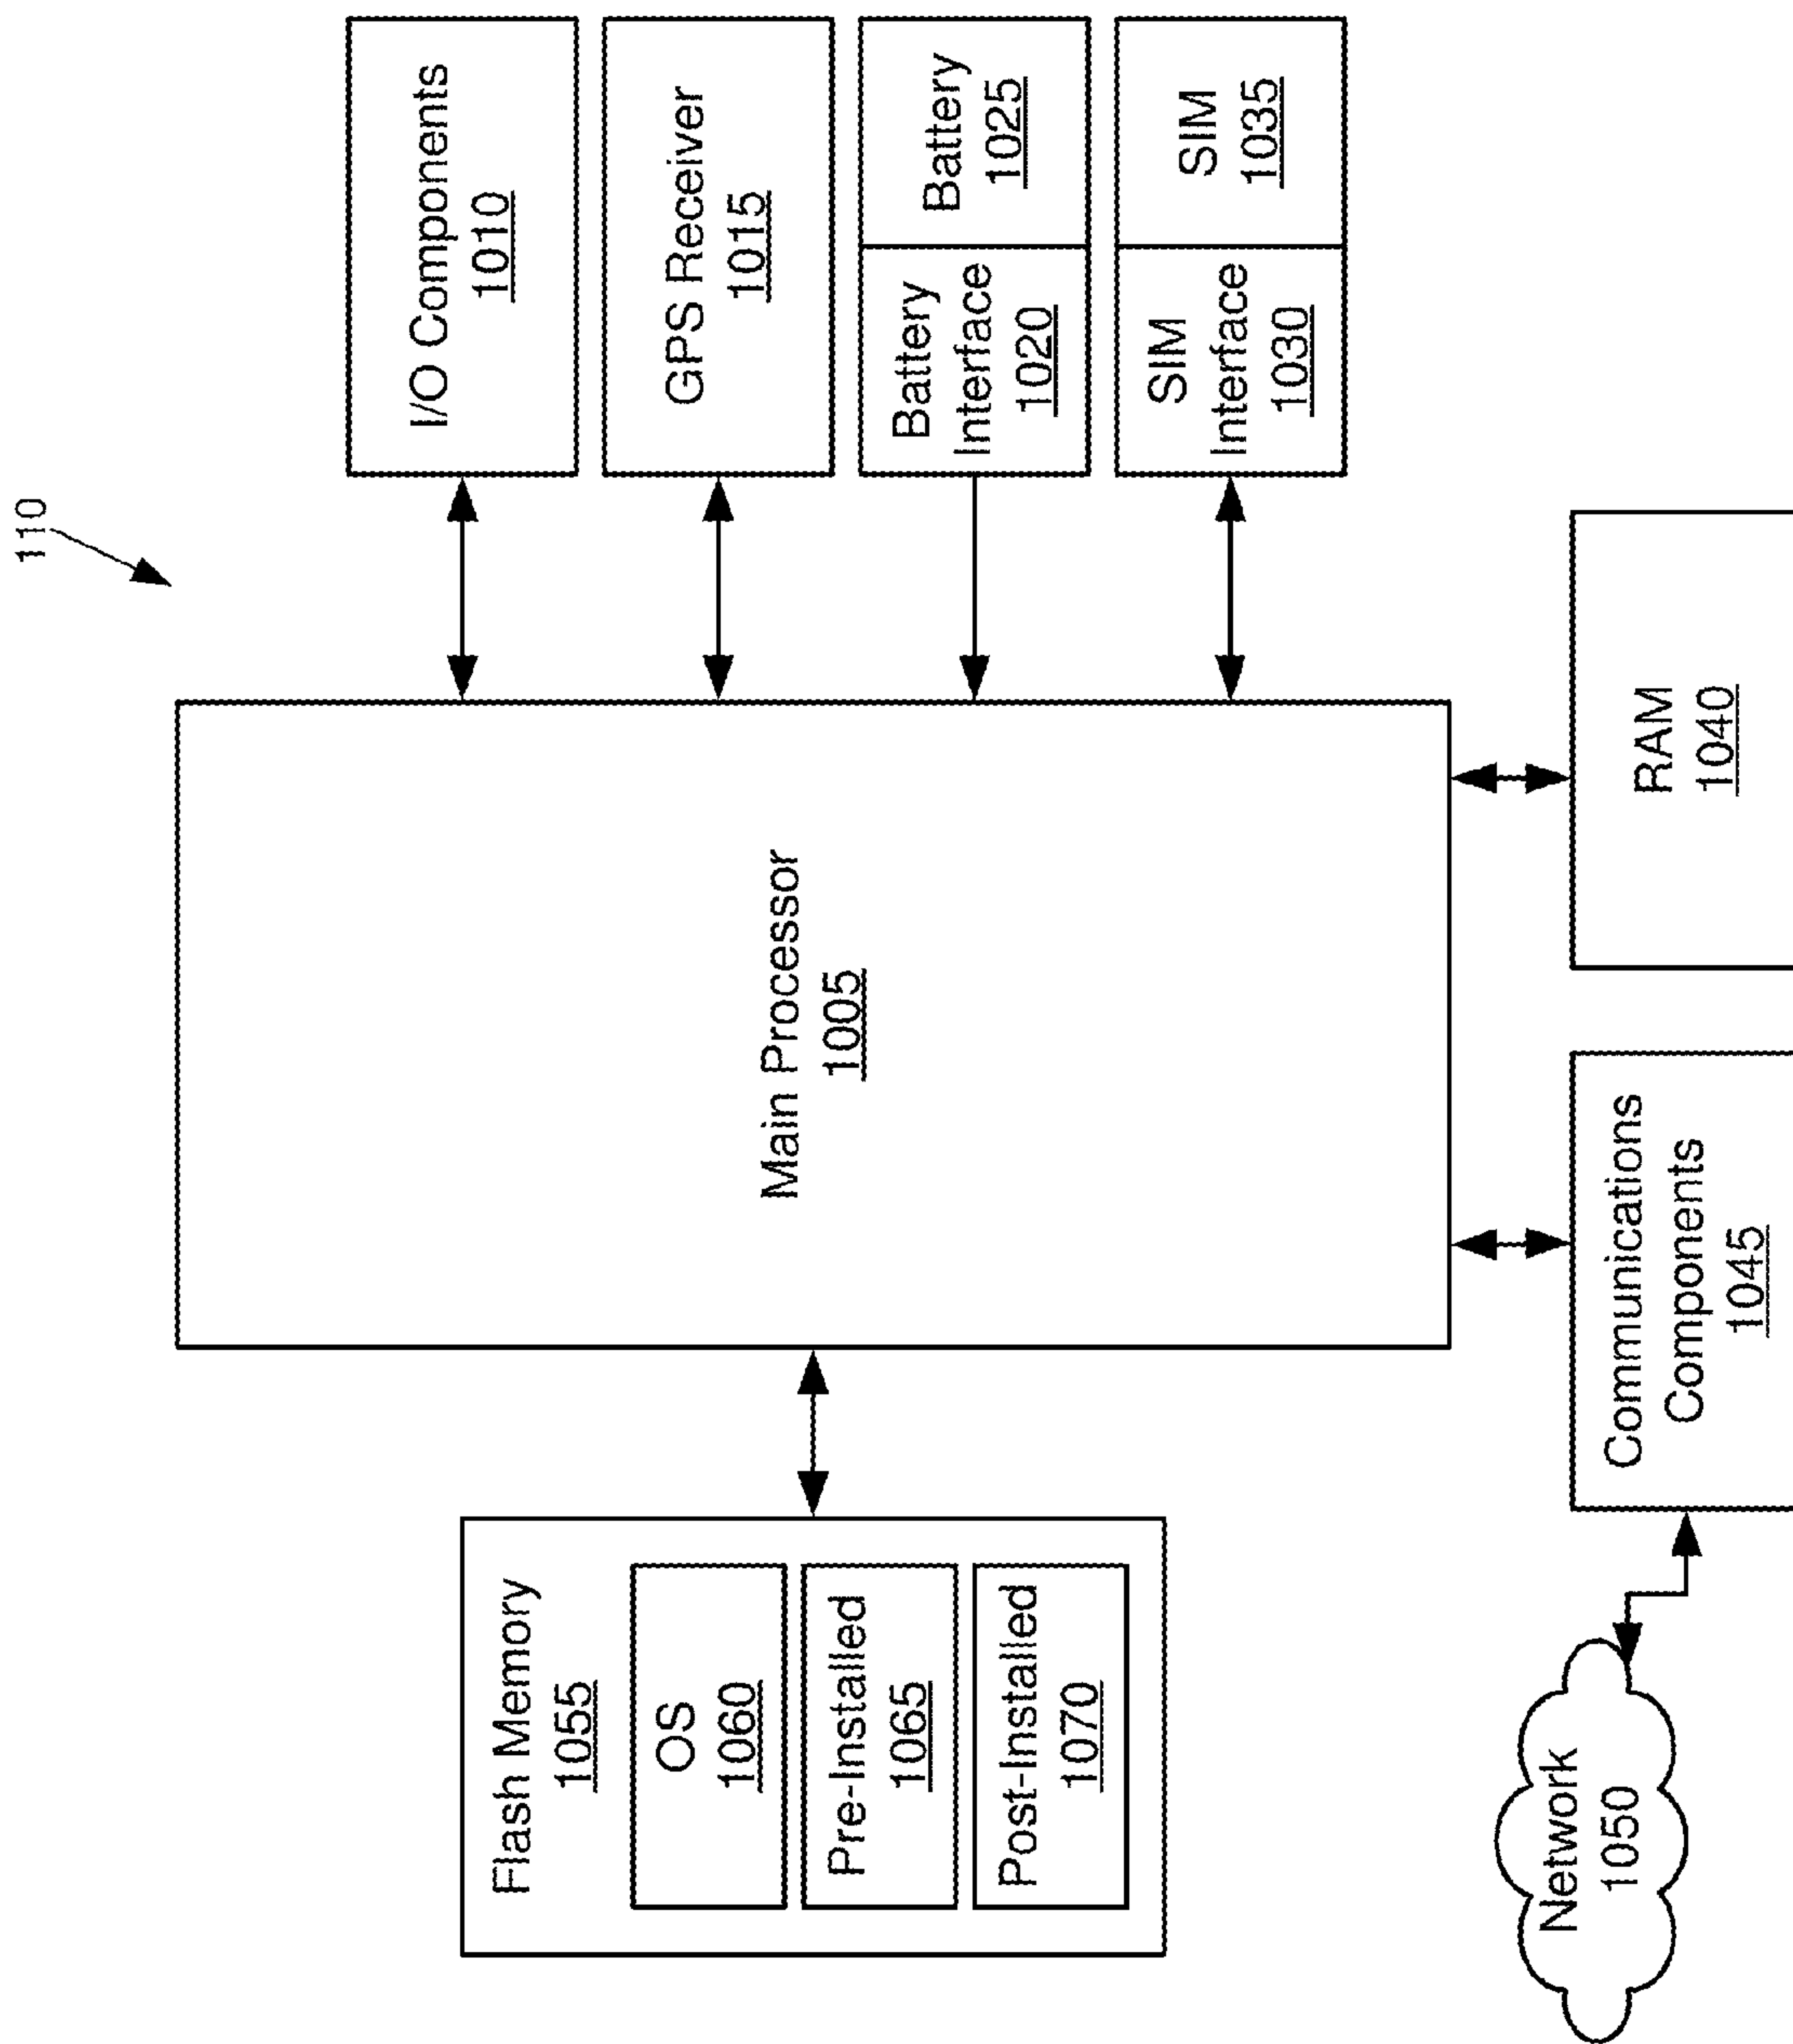 110
Flash Memory
1055
OS
1060
Pre-Installed
1065
Post-Installed
1070
Main Processor
1005
I/O Components
1010
GPS Receiver
1015
Battery
Interface
1020
Battery
1025
SIM
Interface
1030
SIM
1035
Network
1050
Communications
Components
1045
RAM
1040